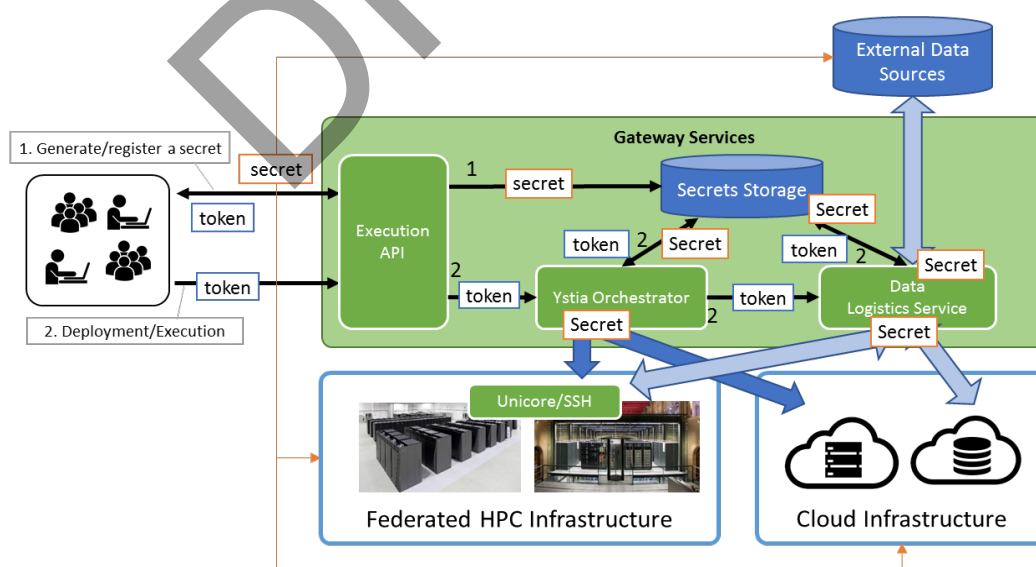 External Data
Sources
Gateway Services
1. Generate/register a secret
secret
token
1
secret
Secrets Storage
Secret
Execution
API
token
2
Secret
token
2
Secret
token
2. Deployment/Execution
2
token
Ystia Orchestrator
Secret
2
token
Data
Logistics Service
Secret
Unicore/SSH
Federated HPC Infrastructure
Cloud Infrastructure